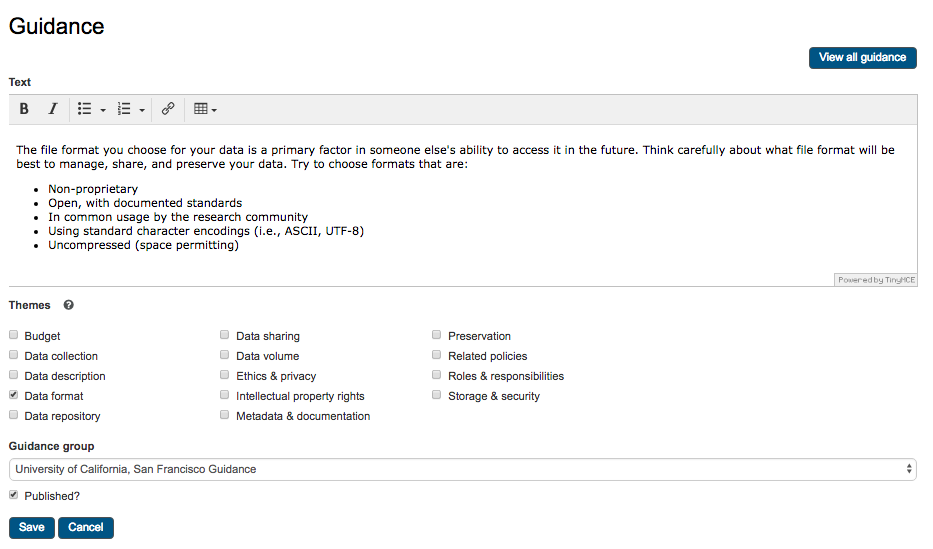 Guidance
View all guidance
Text
B I
The file format you choose for your data is a primary factor in someone else's ability to access it in the future. Think carefully about what file format will be
best to manage, share, and preserve your data. Try to choose formats that are:
• Non-proprietary
• Open, with documented standards
• In common usage by the research community
• Using standard character encodings (i.e., ASCII, UTF-8)
• Uncompressed (space permitting)
Powered by TinyMCE
Themes ?
Budget
Data collection
Data description
Data format
Data repository
Data sharing
Data volume
Ethics & privacy
Intellectual property rights
Metadata & documentation
Preservation
Related policies
Roles & responsibilities
Storage & security
Guidance group
University of California, San Francisco Guidance
Published?
Save Cancel